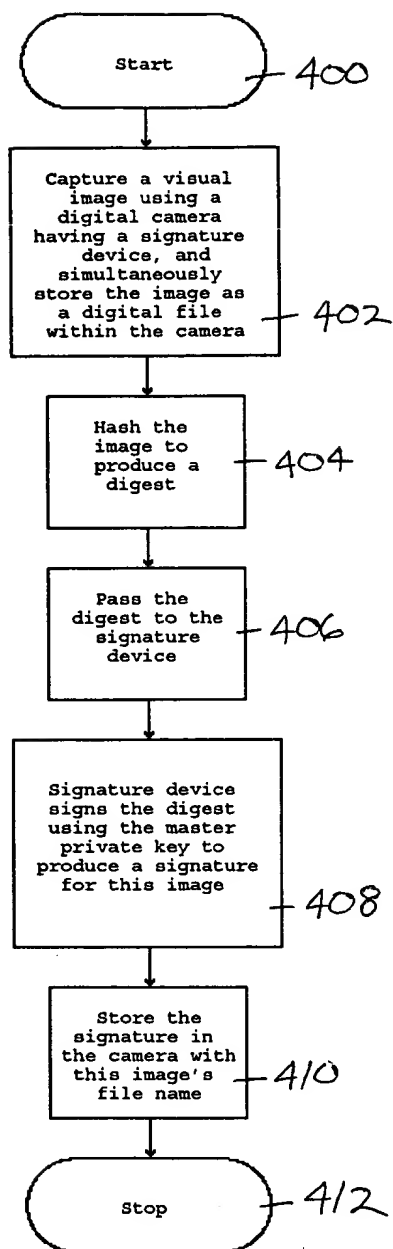 Start
400
Capture a visual
image using a
digital camera
having a signature
device, and
simultaneously
store the image as
a digital file
within the camera
402
Hash the
image to
produce a
digest
404
Pass the
digest to the
signature
device
406
Signature device
signs the digest
using the master
private key to
produce a signature
for this image
408
Store the
signature in
the camera with
this image's
file name
410
Stop
412